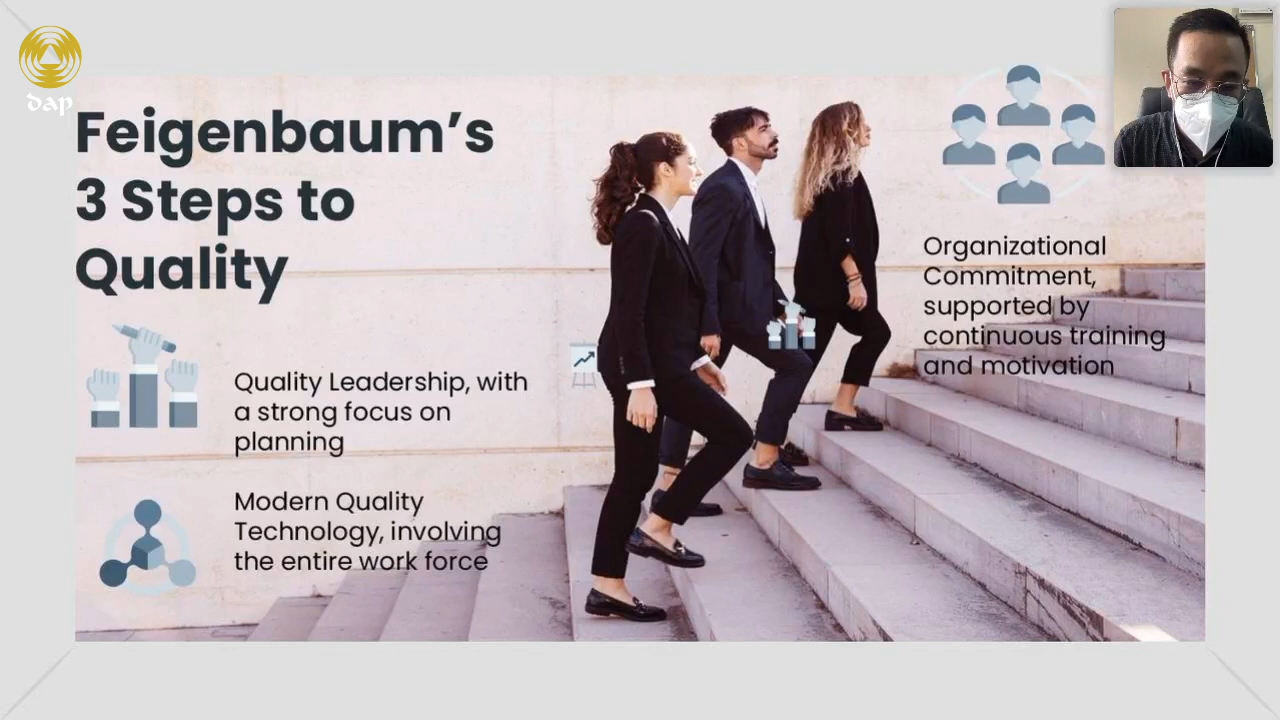 dap
Feigenbaum’s
3 Steps to
Quality
Quality Leadership, with
a strong focus on
planning
Modern Quality
Technology, involving
the entire work force
Organizational
Commitment,
supported by
continuous training
and motivation